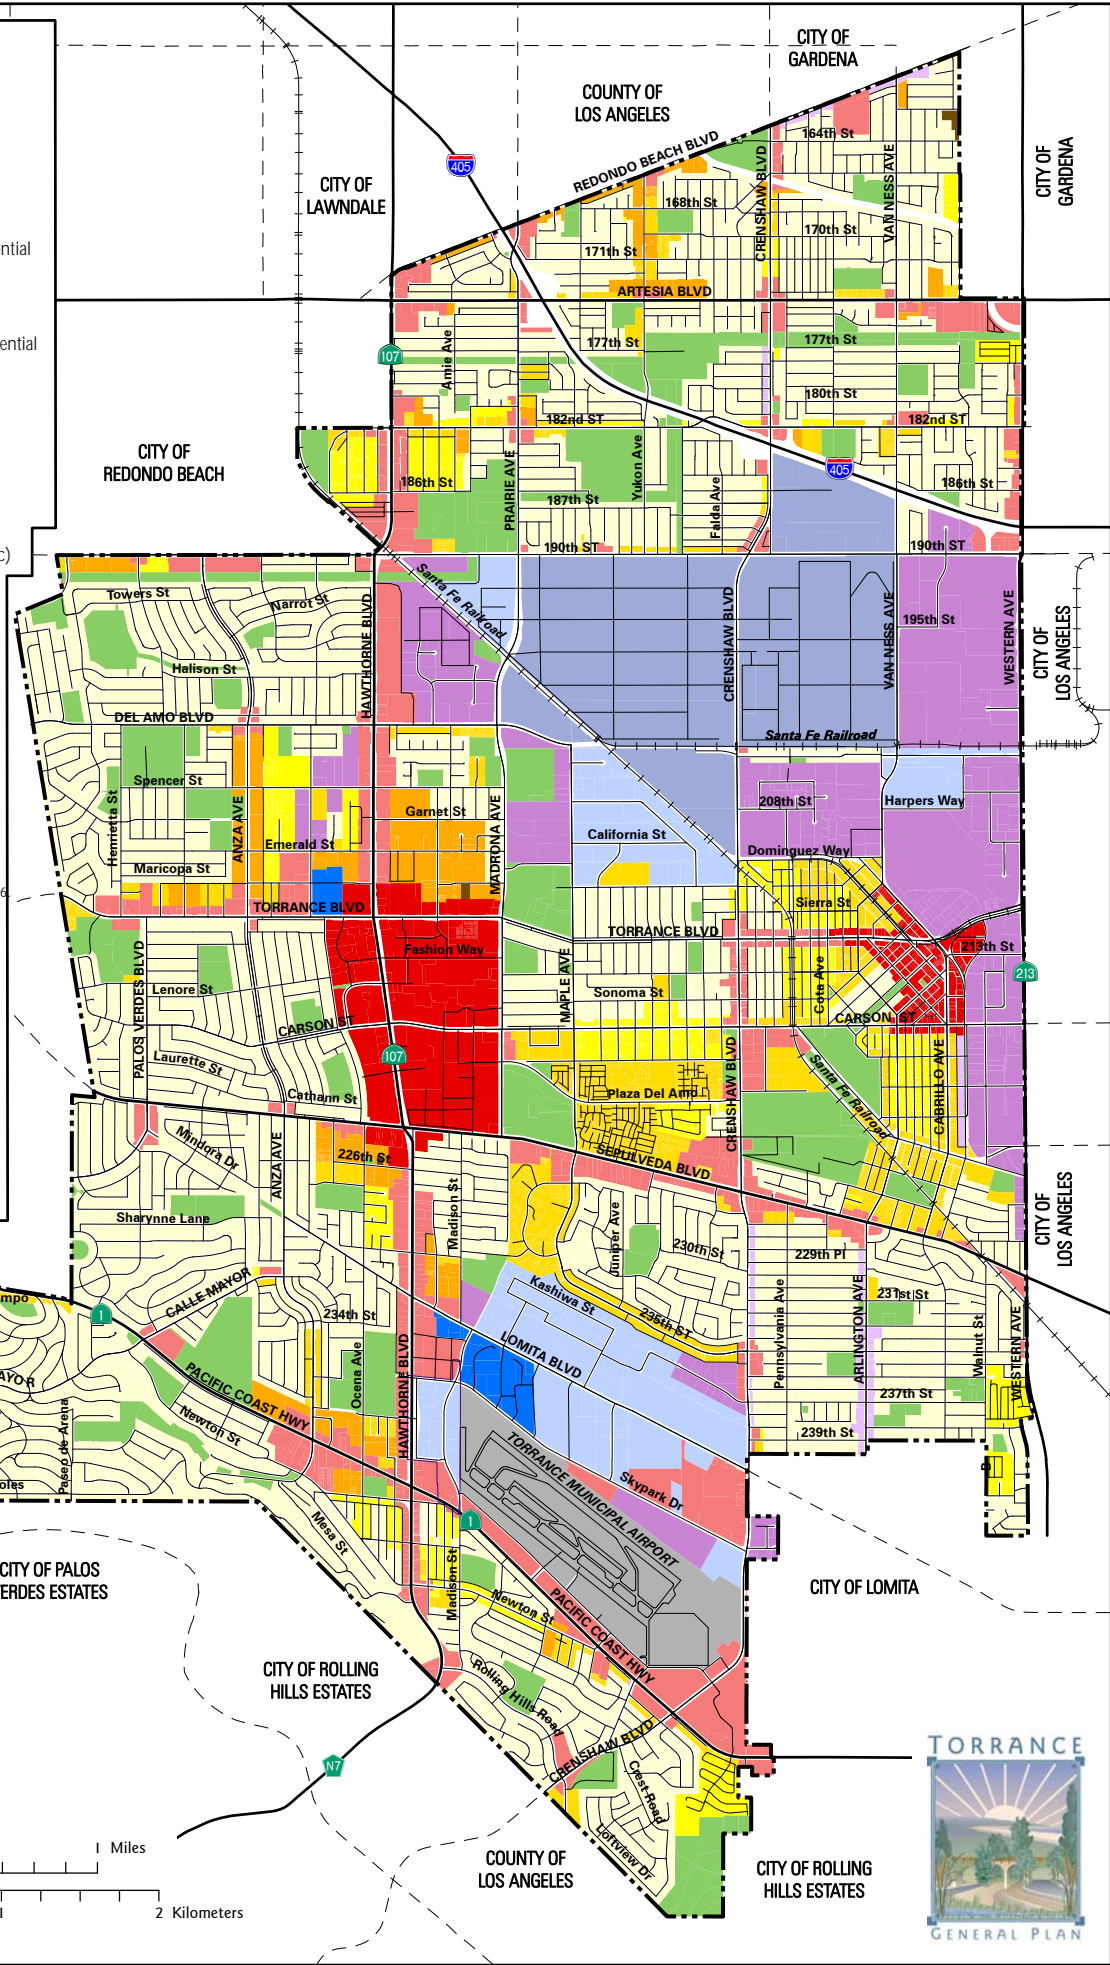 CITY OF
GARDENA
COUNTY OF
LOS ANGELES
CITY OF
GARDENA
164th St
REDONDO BEACH BLVD
CRENSHAW BLVD
VAN NESS AVE
405
CITY OF
LAWNDALE
168th St
170th St
171th St
ntial
ARTESIA BLVD
ential
107
Amie Ave
177th St
177th St
180th St
182nd ST
182nd ST
CITY OF
REDONDO BEACH
PRAIRIE AVE
Yukon Ave
Falda Ave
405
186th St
186th St
187th St
190th ST
190th ST
c)
Towers St
Narrot St
Santa Fe Railroad
HAWTHORNE BLVD
CRENSHAW BLVD
VAN NESS AVE
WESTERN AVE
195th St
CITY OF
LOS ANGELES
Halison St
DEL AMO BLVD
Santa Fe Railroad
Spencer St
Henrietta St
ANZA AVE
Garnet St
MADRONA AVE
208th St
Harpers Way
California St
Emerald St
Dominguez Way
Maricopa St
6.
TORRANCE BLVD
Sierra St
TORRANCE BLVD
Fashion Way
213th St
213
PALOS VERDES BLVD
MAPLE AVE
Cota Ave
Lenore St
Sonoma St
CARSON ST
CARSON ST
107
Laurette St
Cathann St
Plaza Del Amo
CRENSHAW BLVD
Santa Fe Railroad
CABRILLO AVE
Mindora Dr
ANZA AVE
226th St
SEPULVEDA BLVD
Madison St
Juniper Ave
CITY OF
LOS ANGELES
Sharynne Lane
230th St
229th Pl
CALLE MAYOR
Kashiwa St
235th ST
Pennsylvania Ave
ARLINGTON AVE
231st St
Walnut St
WESTERN AVE
mpo
1
234th St
LOMITA BLVD
Ocena Ave
HAWTHORNE BLVD
AYO R
PACIFIC COAST HWY
237th St
Newton St
Paseo de Arena
239th St
oles
TORRANCE MUNICIPAL AIRPORT
Skypark Dr
Mesa St
1
CITY OF PALOS
ERDES ESTATES
Madison St
Newton St
PACIFIC COAST HWY
CITY OF LOMITA
CITY OF ROLLING
HILLS ESTATES
Rolling Hills Road
N7
CRENSHAW BLVD
Crest Road
Loftview Dr
1 Miles
1
2 Kilometers
COUNTY OF
LOS ANGELES
CITY OF ROLLING
HILLS ESTATES
TORRANCE
GENERAL PLAN